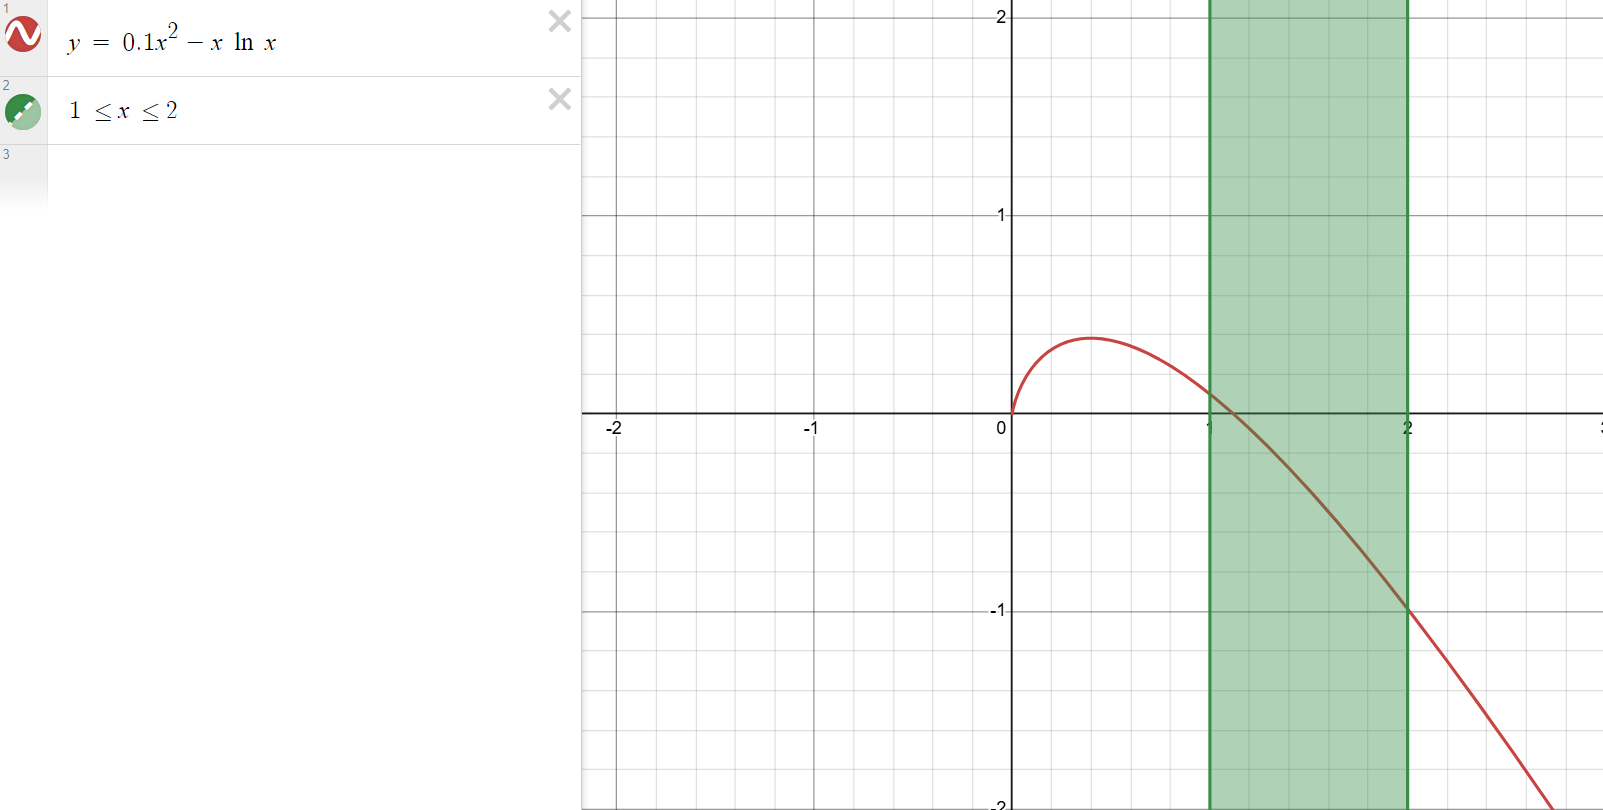 1
y = 0.1x² − x ln x
2
1 ≤ x ≤ 2
3
2
1
-2 -1 0 1 2
-1
-2